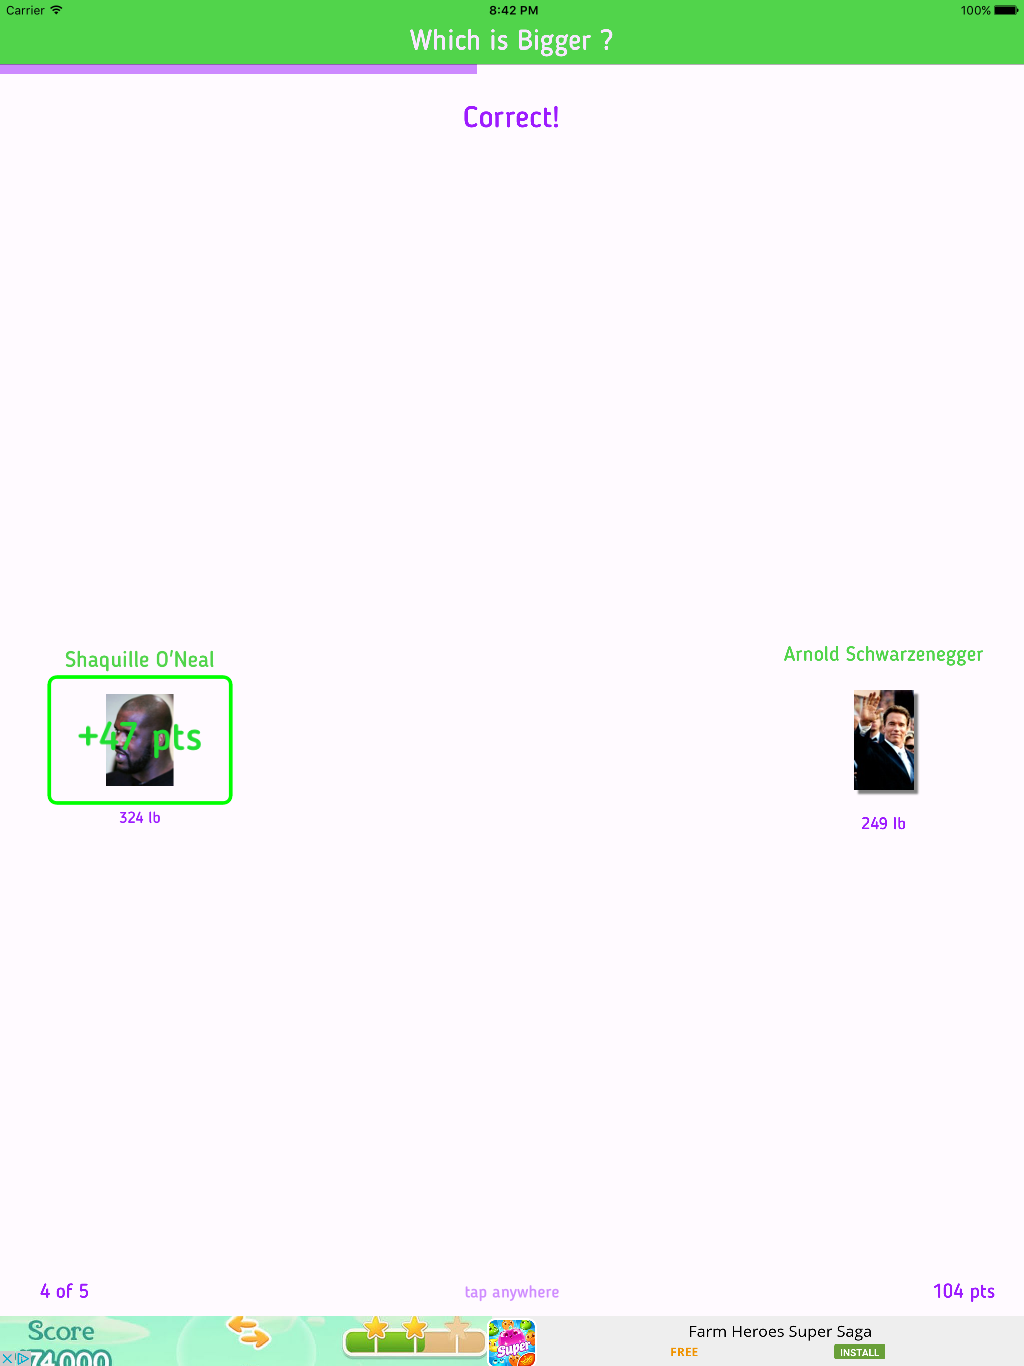 Carrier 8:42 PM 100%
Which is Bigger ?
Correct!
Shaquille O'Neal
Arnold Schwarzenegger
+47 pts
324 lb
249 lb
4 of 5
tap anywhere
104 pts
Score
74000
Super
Farm Heroes Super Saga
FREE
INSTALL